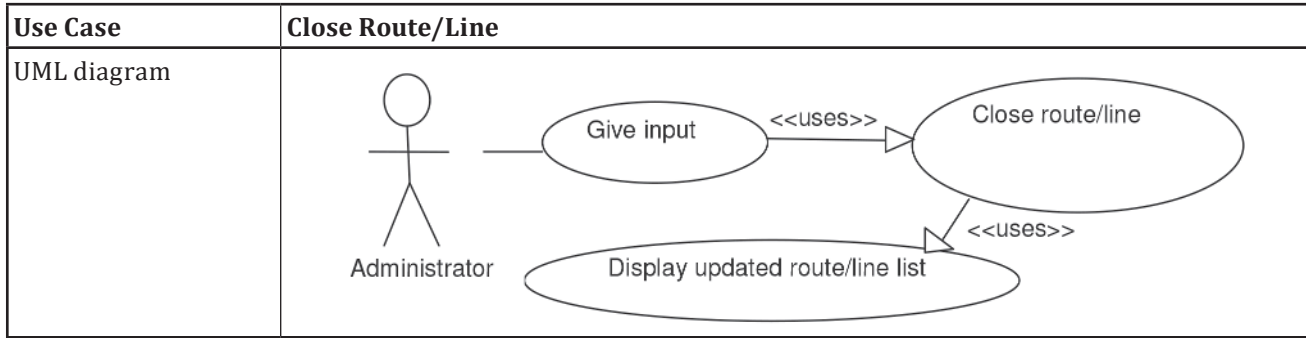 Use Case Close Route/Line
UML diagram
Give input
<<uses>>
Close route/line
<<uses>>
Administrator
Display updated route/line list